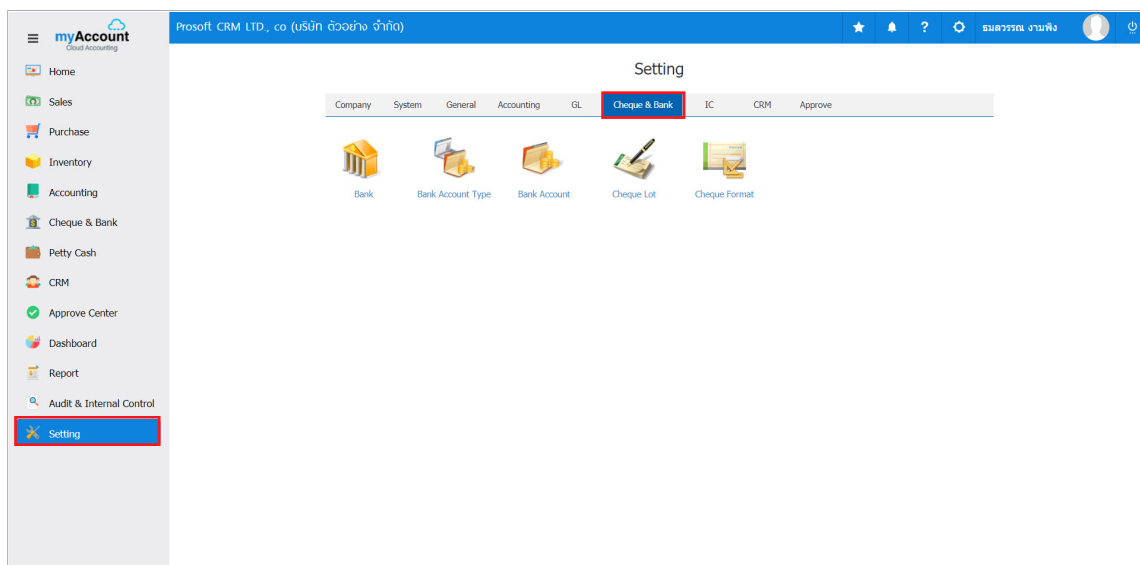 myAccount
Cloud Accounting
Prosoft CRM LTD., co (บริษัท ตัวอย่าง จำกัด)
?
ธมลวรรณ งามพิง
Home
Sales
Purchase
Inventory
Accounting
Cheque & Bank
Petty Cash
CRM
Approve Center
Dashboard
Report
Audit & Internal Control
Setting
Setting
Company System General Accounting GL Cheque & Bank IC CRM Approve
Bank Bank Account Type Bank Account Cheque Lot Cheque Format